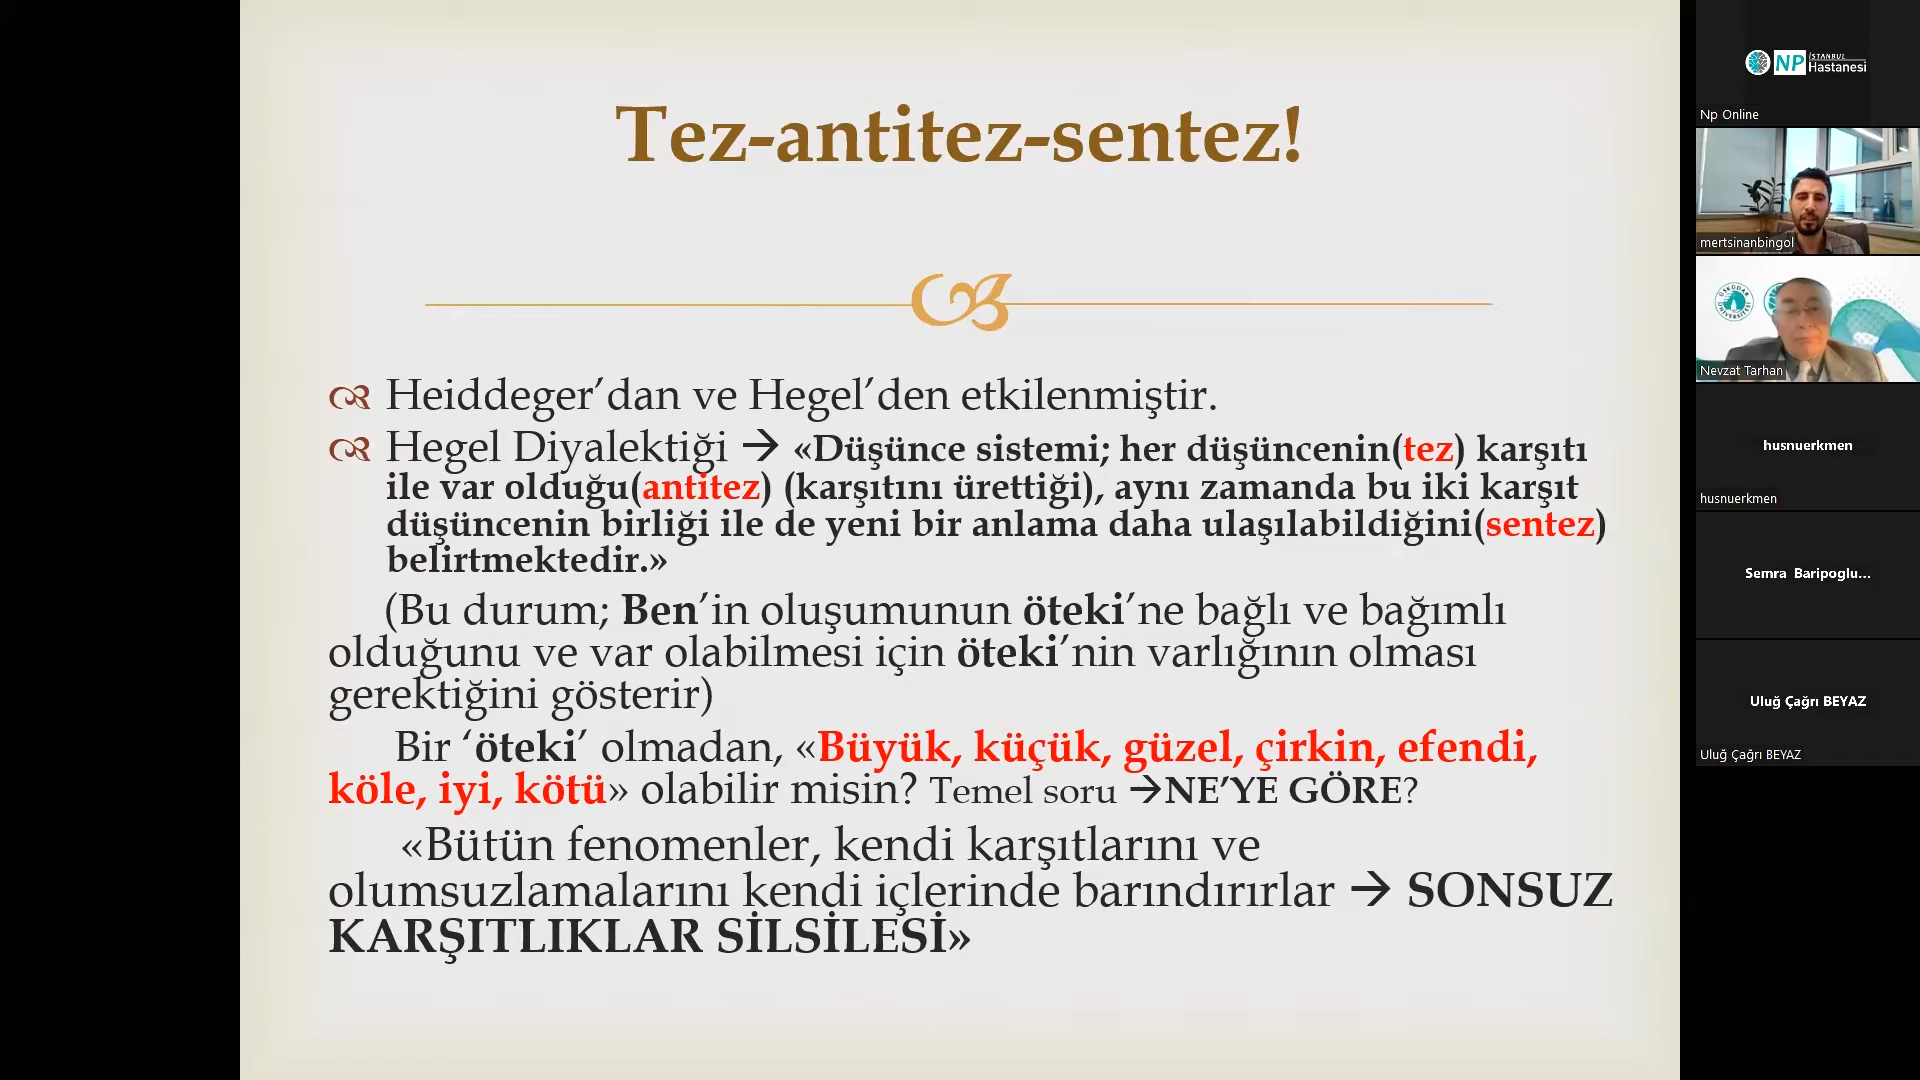 Tez-antitez-sentez!
Heiddeger’dan ve Hegel’den etkilenmiştir.
Hegel Diyalektiği → «Düşünce sistemi; her düşüncenin(tez) karşıtı
ile var olduğu(antitez) (karşıtını ürettiği), aynı zamanda bu iki karşıt
düşüncenin birliği ile de yeni bir anlama daha ulaşılabildiğini(sentez)
belirtmektedir.»
(Bu durum; Ben’in oluşumunun öteki’ne bağlı ve bağımlı
olduğunu ve var olabilmesi için öteki’nin varlığının olması
gerektiğini gösterir)
Bir ‘öteki’ olmadan, «Büyük, küçük, güzel, çirkin, efendi,
köle, iyi, kötü» olabilir misin? Temel soru →NE’YE GÖRE?
«Bütün fenomenler, kendi karşıtlarını ve
olumsuzlamalarını kendi içlerinde barındırırlar → SONSUZ
KARŞITLIKLAR SİLSİLESİ»
NP İSTANBUL Hastanesi
Np Online
mertsinanbingol
ÜSKÜDAR ÜNİVERSİTESİ
Nevzat Tarhan
husnuerkmen
husnuerkmen
Semra Baripoglu...
Uluğ Çağrı BEYAZ
Uluğ Çağrı BEYAZ